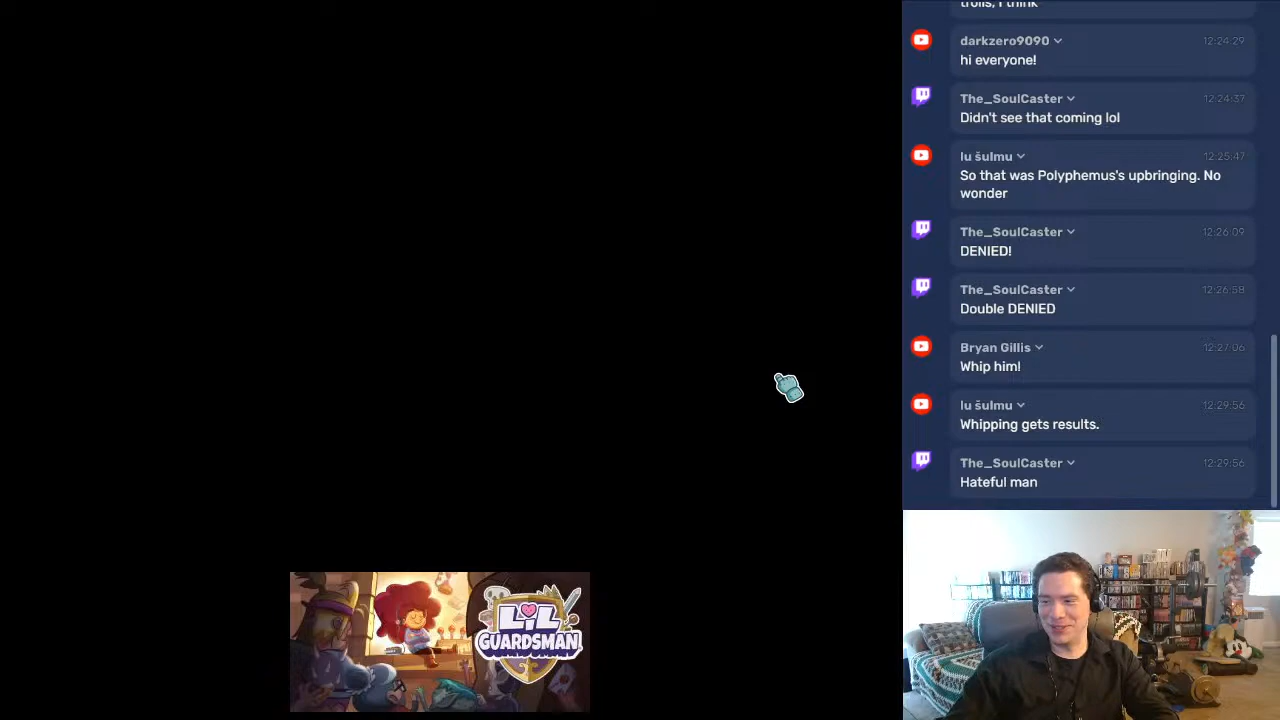 trolls, I think
darkzero9090
12:24:29
hi everyone!
The_SoulCaster
12:24:37
Didn't see that coming lol
lu šulmu
12:25:47
So that was Polyphemus's upbringing. No
wonder
The_SoulCaster
12:26:09
DENIED!
The_SoulCaster
12:26:58
Double DENIED
Bryan Gillis
12:27:06
Whip him!
lu šulmu
12:29:56
Whipping gets results.
The_SoulCaster
12:29:56
Hateful man
LiL
GUARDSMAN